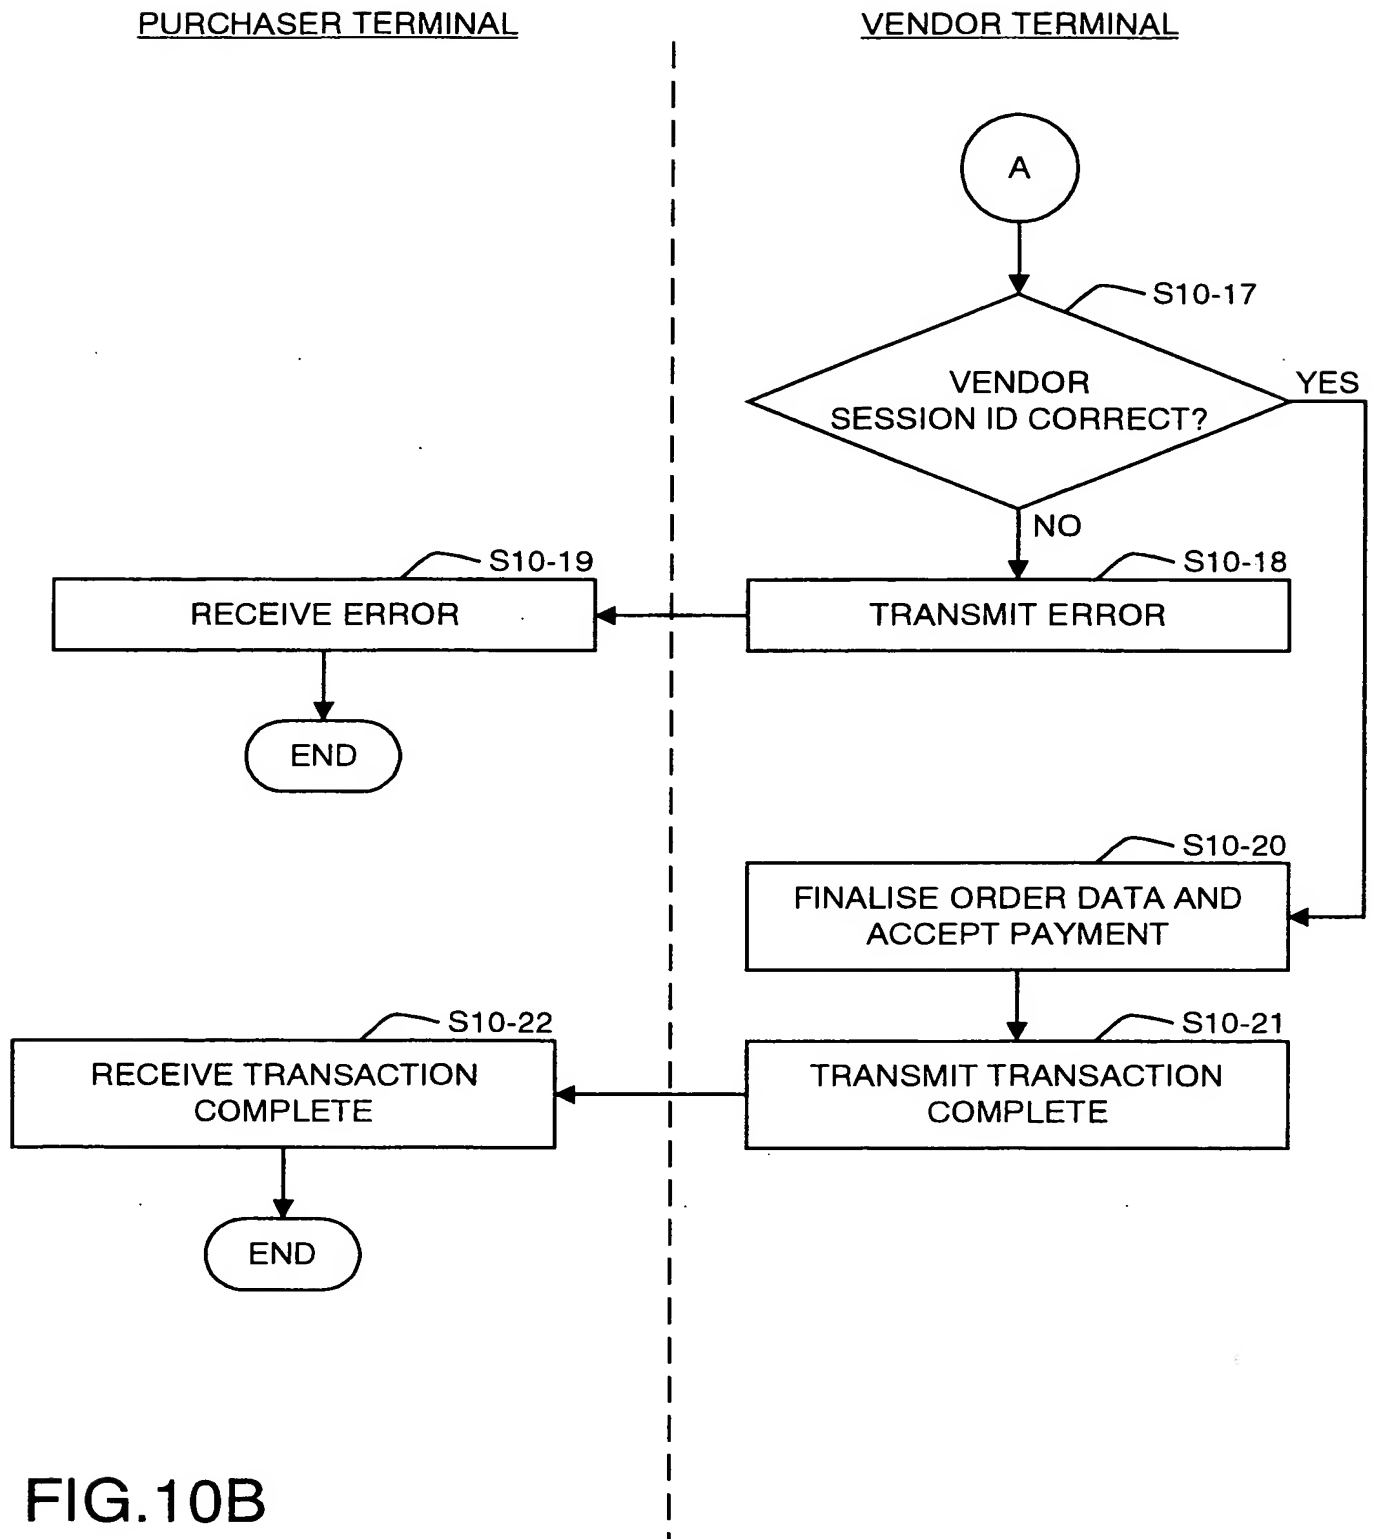 PURCHASER TERMINAL
VENDOR TERMINAL
A
S10-17
VENDOR
SESSION ID CORRECT?
YES
NO
S10-19
S10-18
RECEIVE ERROR
TRANSMIT ERROR
END
S10-20
FINALISE ORDER DATA AND
ACCEPT PAYMENT
S10-22
S10-21
RECEIVE TRANSACTION
COMPLETE
TRANSMIT TRANSACTION
COMPLETE
END
FIG.10B